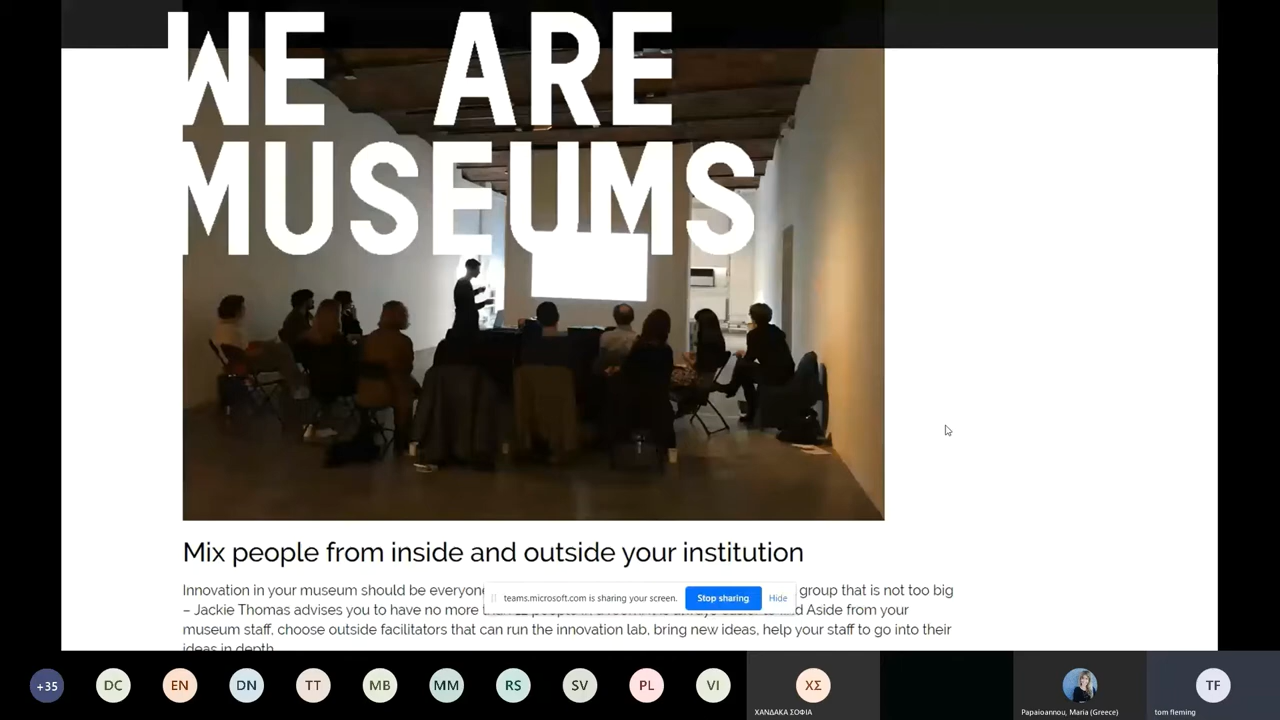 WE ARE
MUSEUMS
Mix people from inside and outside your institution
Innovation in your museum should be everyone
group that is not too big
– Jackie Thomas advises you to have no more
Aside from your
museum staff, choose outside facilitators that can run the innovation lab, bring new ideas, help your staff to go into their
ideas in depth
teams.microsoft.com is sharing your screen.
Stop sharing
Hide
+35
DC
EN
DN
TT
MB
MM
RS
SV
PL
VI
ΧΣ
ΧΑΝΔΑΚΑ ΣΟΦΙΑ
Papaioannou, Maria (Greece)
TF
tom fleming